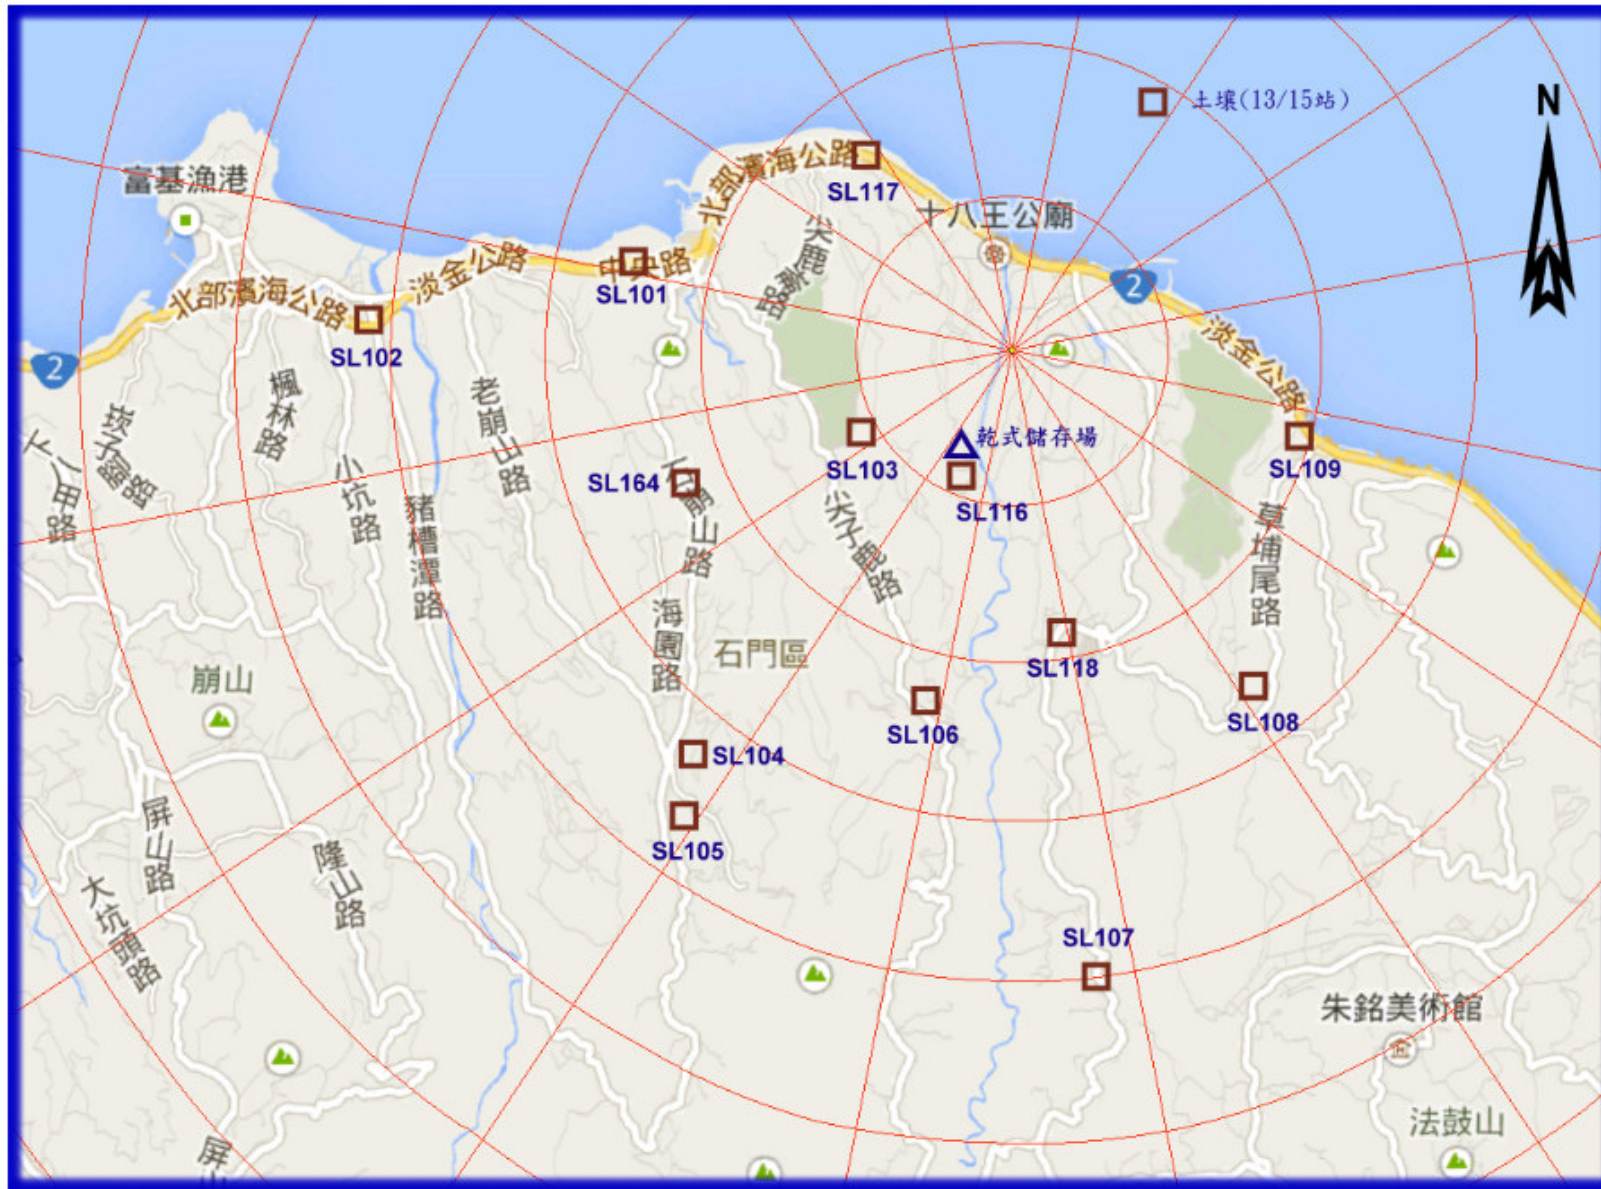 N
土壤(13/15站)
北部濱海公路
SL117
富基漁港
十八王公廟
尖鹿
淡金公路
中央路
SL101
2
北部濱海公路
SL102
淡金公路
2
楓林路
老崩山路
乾式儲存場
SL103
SL109
SL164
SL116
小坑路
豬槽潭路
尖子鹿路
草埔尾路
海園路
石門區
SL118
崩山
SL106
SL108
SL104
屏山路
SL105
隆山路
大坑頭路
SL107
朱銘美術館
法鼓山
屏山